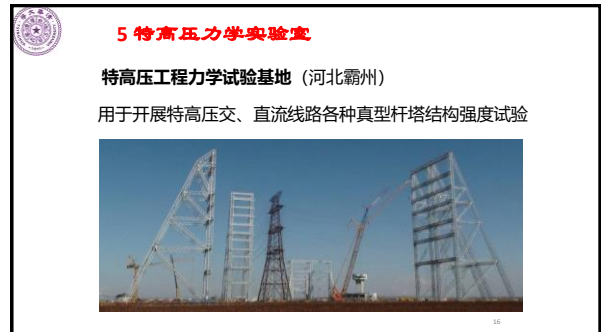 5 特高压力学实验室
特高压工程力学试验基地（河北霸州）
用于开展特高压交、直流线路各种真型杆塔结构强度试验
16